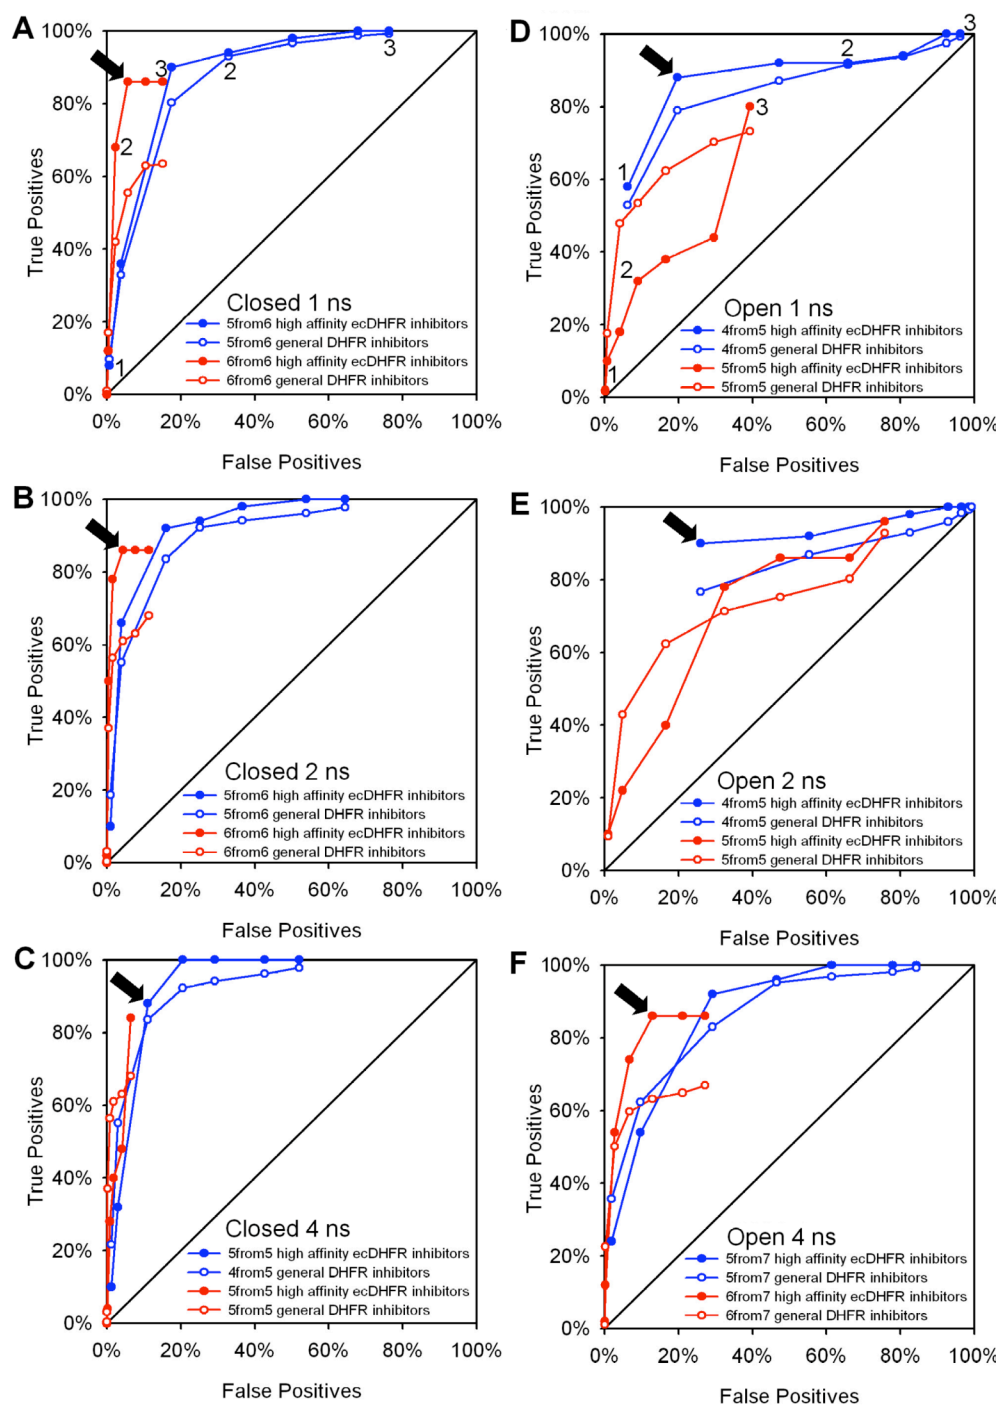 A
100%
80%
60%
40%
20%
0%
True Positives
3
2
3
2
1
Closed 1 ns
5from6 high affinity ecDHFR inhibitors
5from6 general DHFR inhibitors
6from6 high affinity ecDHFR inhibitors
6from6 general DHFR inhibitors
0% 20% 40% 60% 80% 100%
False Positives
B
100%
80%
60%
40%
20%
0%
True Positives
Closed 2 ns
5from6 high affinity ecDHFR inhibitors
5from6 general DHFR inhibitors
6from6 high affinity ecDHFR inhibitors
6from6 general DHFR inhibitors
0% 20% 40% 60% 80% 100%
False Positives
C
100%
80%
60%
40%
20%
0%
True Positives
Closed 4 ns
5from5 high affinity ecDHFR inhibitors
4from5 general DHFR inhibitors
5from5 high affinity ecDHFR inhibitors
5from5 general DHFR inhibitors
0% 20% 40% 60% 80% 100%
False Positives
D
100%
80%
60%
40%
20%
0%
True Positives
3
2
3
1
2
1
Open 1 ns
4from5 high affinity ecDHFR inhibitors
4from5 general DHFR inhibitors
5from5 high affinity ecDHFR inhibitors
5from5 general DHFR inhibitors
0% 20% 40% 60% 80% 100%
False Positives
E
100%
80%
60%
40%
20%
0%
True Positives
Open 2 ns
4from5 high affinity ecDHFR inhibitors
4from5 general DHFR inhibitors
5from5 high affinity ecDHFR inhibitors
5from5 general DHFR inhibitors
0% 20% 40% 60% 80% 100%
False Positives
F
100%
80%
60%
40%
20%
0%
True Positives
Open 4 ns
5from7 high affinity ecDHFR inhibitors
5from7 general DHFR inhibitors
6from7 high affinity ecDHFR inhibitors
6from7 general DHFR inhibitors
0% 20% 40% 60% 80% 100%
False Positives